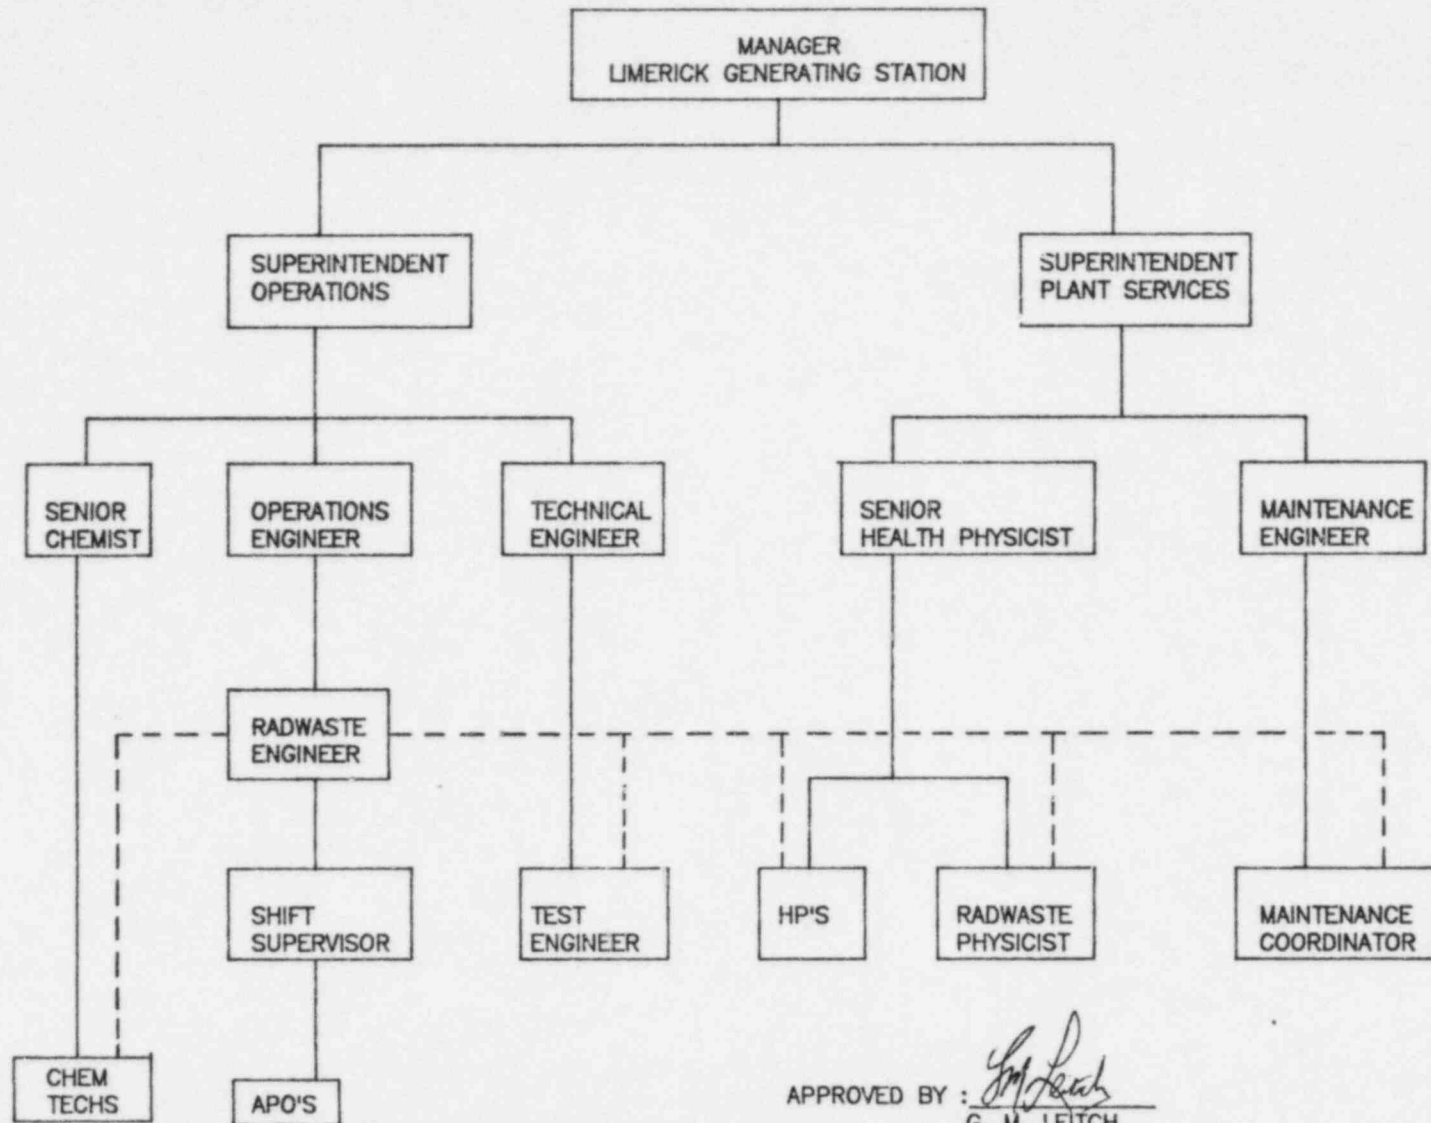 MANAGER
LIMERICK GENERATING STATION
SUPERINTENDENT
OPERATIONS
SUPERINTENDENT
PLANT SERVICES
SENIOR
CHEMIST
OPERATIONS
ENGINEER
TECHNICAL
ENGINEER
SENIOR
HEALTH PHYSICIST
MAINTENANCE
ENGINEER
RADWASTE
ENGINEER
SHIFT
SUPERVISOR
TEST
ENGINEER
HP'S
RADWASTE
PHYSICIST
MAINTENANCE
COORDINATOR
CHEM
TECHS
APO'S
APPROVED BY :
G. M. LEITCH